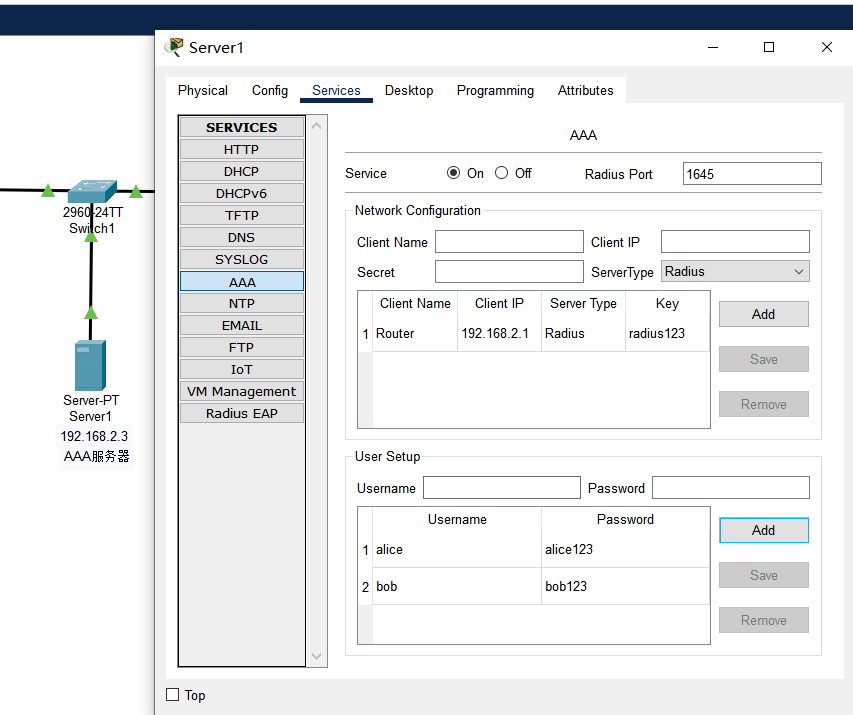 Server1
Physical Config Services Desktop Programming Attributes
SERVICES
HTTP
DHCP
DHCPv6
TFTP
DNS
SYSLOG
AAA
NTP
EMAIL
FTP
IoT
VM Management
Radius EAP
AAA
Service On Off Radius Port 1645
Network Configuration
Client Name Client IP
Secret ServerType Radius
Client Name Client IP Server Type Key
1 Router 192.168.2.1 Radius radius123
Add
Save
Remove
User Setup
Username Password
Username Password
1 alice alice123
2 bob bob123
Add
Save
Remove
Top
2960-24TT
Switch1
Server-PT
Server1
192.168.2.3
AAA服务器